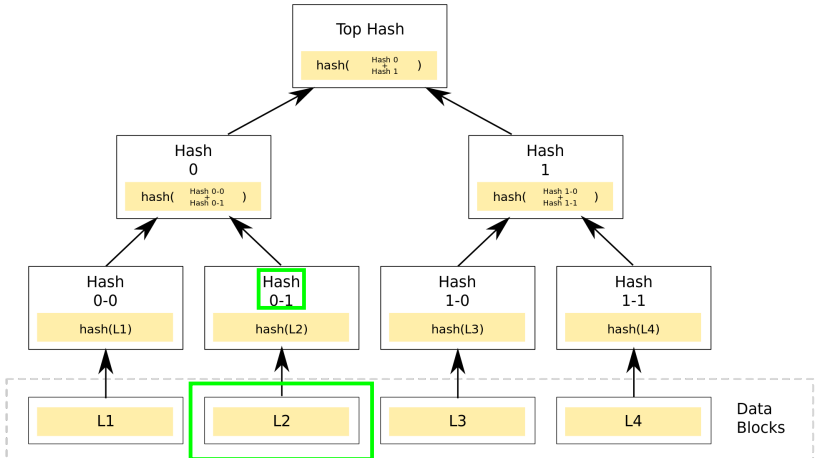 Top Hash
hash( Hash 0 + Hash 1 )
Hash
0
hash( Hash 0-0 + Hash 0-1 )
Hash
1
hash( Hash 1-0 + Hash 1-1 )
Hash
0-0
hash(L1)
Hash
0-1
hash(L2)
Hash
1-0
hash(L3)
Hash
1-1
hash(L4)
L1
L2
L3
L4
Data
Blocks